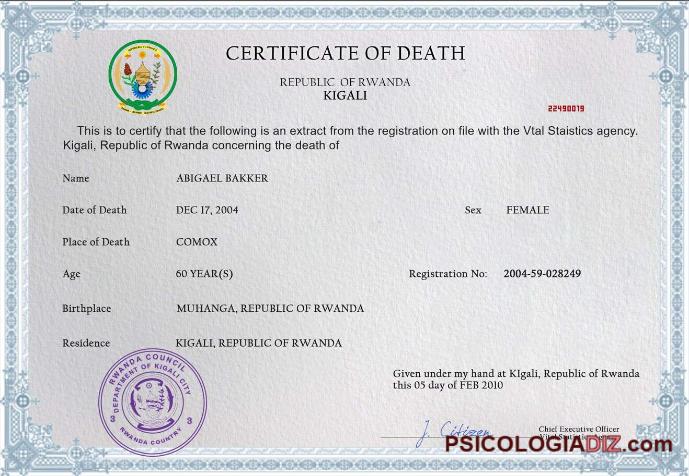 CERTIFICATE OF DEATH
REPUBLIC OF RWANDA
KIGALI
22490019
This is to certify that the following is an extract from the registration on file with the Vtal Staistics agency.
Kigali, Republic of Rwanda concerning the death of
Name ABIGAEL BAKKER
Date of Death DEC 17, 2004 Sex FEMALE
Place of Death COMOX
Age 60 YEAR(S) Registration No: 2004-59-028249
Birthplace MUHANGA, REPUBLIC OF RWANDA
Residence KIGALI, REPUBLIC OF RWANDA
RWANDA COUNCIL
DEPARTMENT OF KIGALI CITY
3 3
RWANDA COUNTRY
Given under my hand at KIgali, Republic of Rwanda
this 05 day of FEB 2010
J. Citizen
Chief Executive Officer
PSICOLOGIADIZ.com